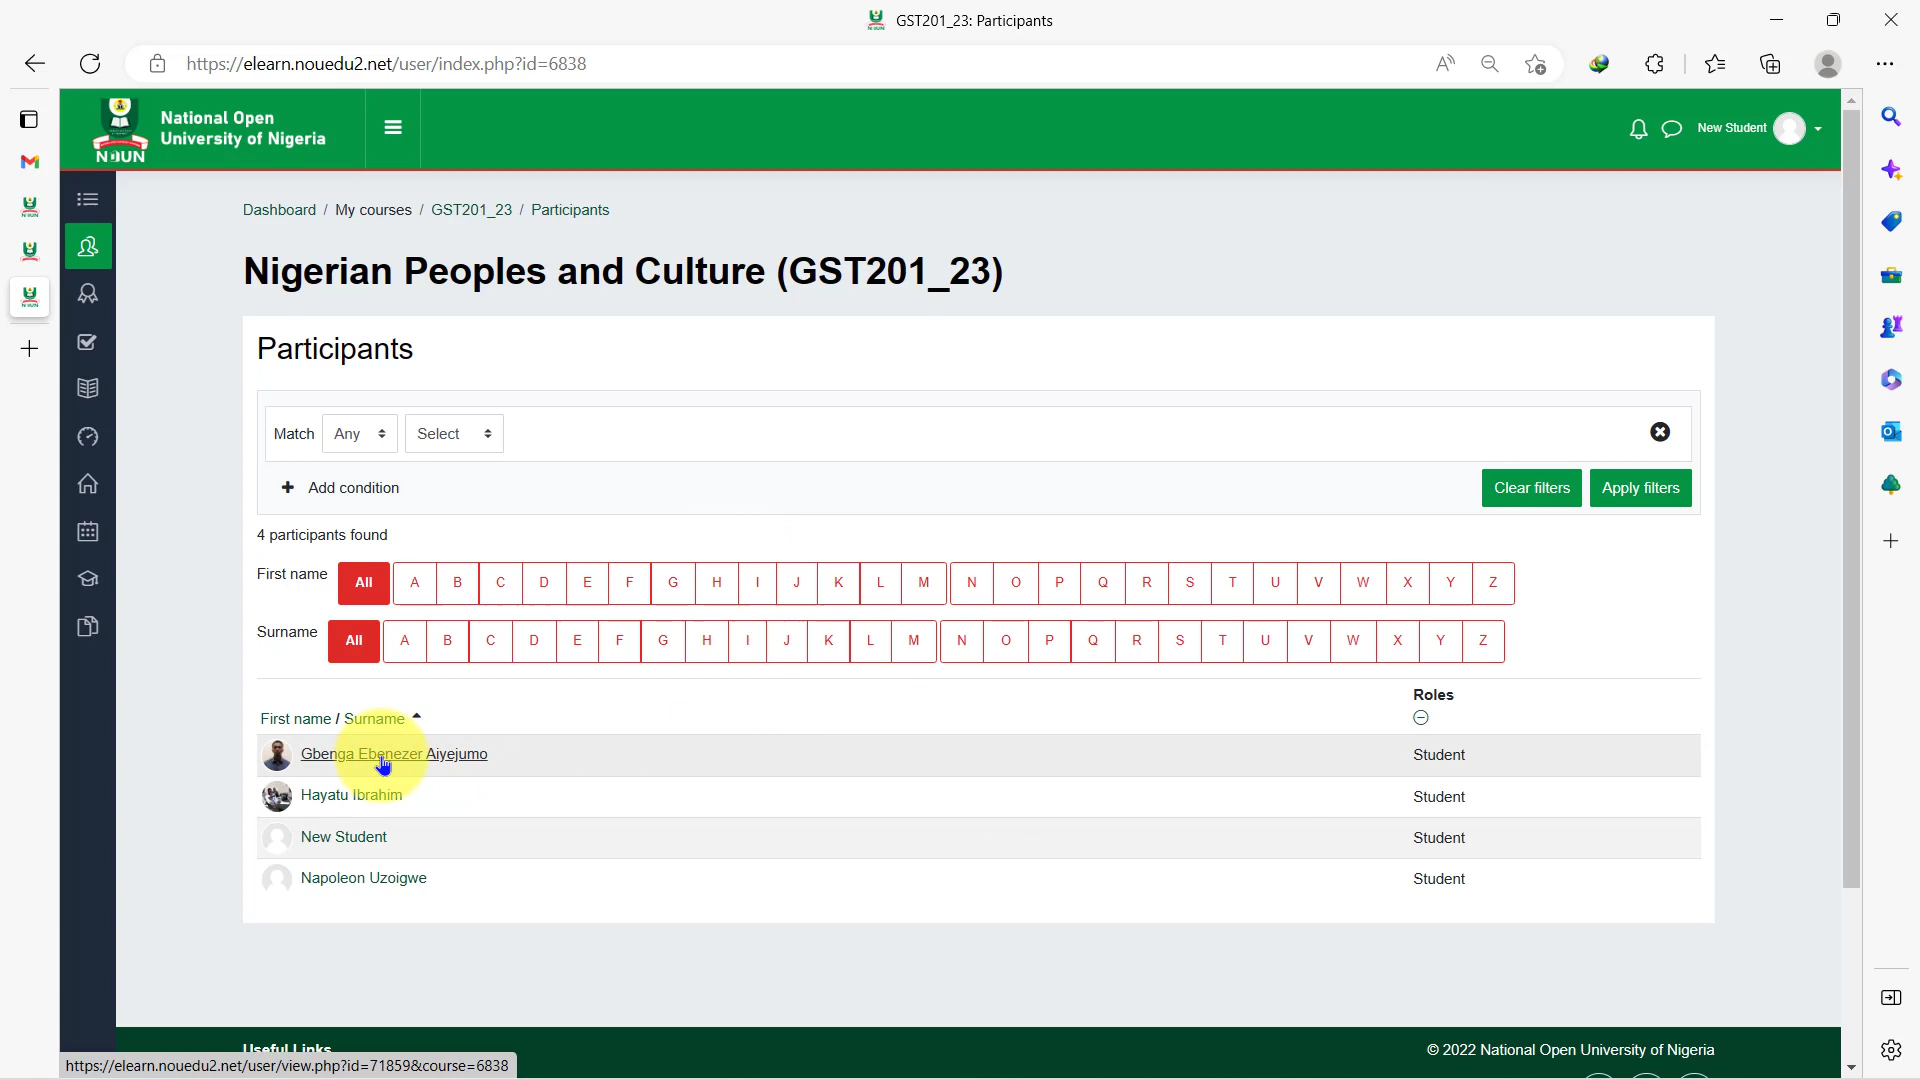 GST201_23: Participants
https://elearn.nouedu2.net/user/index.php?id=6838
National Open
University of Nigeria
NOUN
New Student
Dashboard / My courses / GST201_23 / Participants
Nigerian Peoples and Culture (GST201_23)
Participants
Match Any Select
Add condition
Clear filters Apply filters
4 participants found
First name All A B C D E F G H I J K L M N O P Q R S T U V W X Y Z
Surname All A B C D E F G H I J K L M N O P Q R S T U V W X Y Z
Roles
First name / Surname
Gbenga Ebenezer Aiyejumo Student
Hayatu Ibrahim Student
New Student Student
Napoleon Uzoigwe Student
Useful Links
© 2022 National Open University of Nigeria
https://elearn.nouedu2.net/user/view.php?id=71859&course=6838